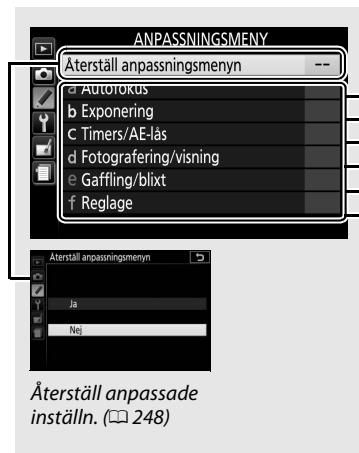 ANPASSNINGSMENY
Återställ anpassningsmenyn --
a Autofokus
b Exponering
c Timers/AE-lås
d Fotografering/visning
e Gaffling/blixt
f Reglage
Återställ anpassningsmenyn
Ja
Nej
Återställ anpassade
inställn. (248)